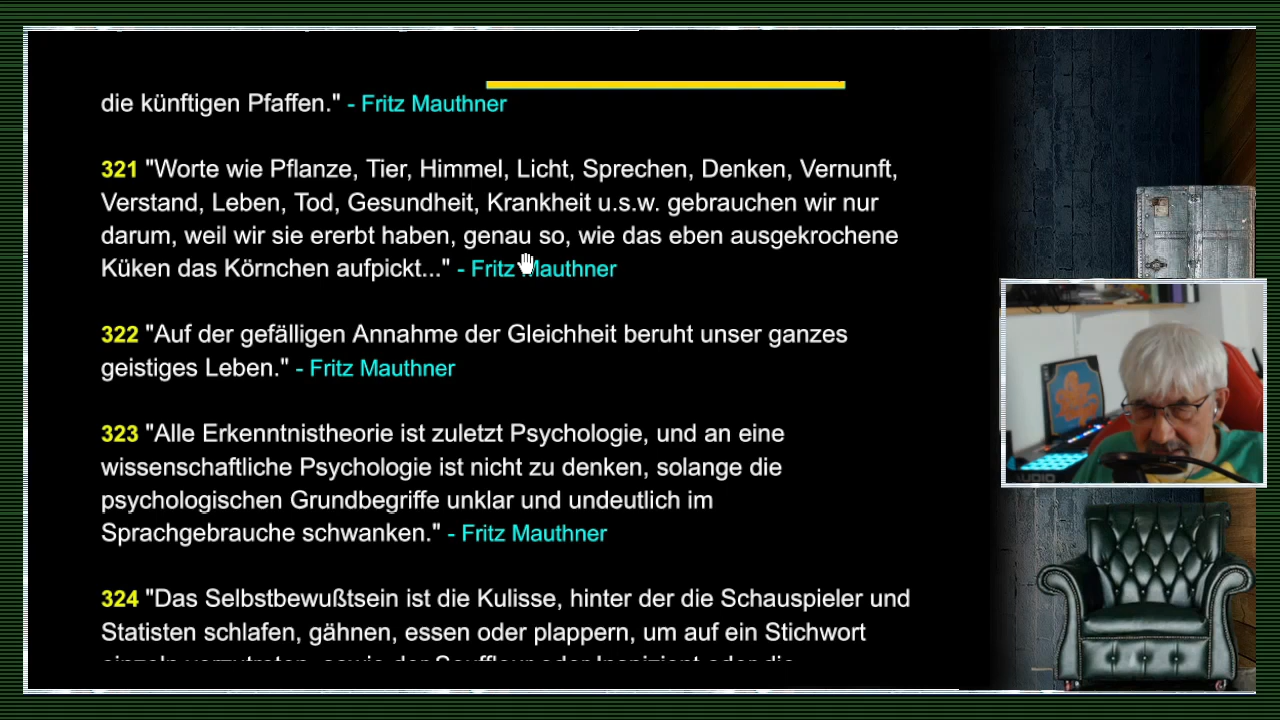 die künftigen Pfaffen." - Fritz Mauthner
321 "Worte wie Pflanze, Tier, Himmel, Licht, Sprechen, Denken, Vernunft,
Verstand, Leben, Tod, Gesundheit, Krankheit u.s.w. gebrauchen wir nur
darum, weil wir sie ererbt haben, genau so, wie das eben ausgekrochene
Küken das Körnchen aufpickt..." - Fritz Mauthner
322 "Auf der gefälligen Annahme der Gleichheit beruht unser ganzes
geistiges Leben." - Fritz Mauthner
323 "Alle Erkenntnistheorie ist zuletzt Psychologie, und an eine
wissenschaftliche Psychologie ist nicht zu denken, solange die
psychologischen Grundbegriffe unklar und undeutlich im
Sprachgebrauche schwanken." - Fritz Mauthner
324 "Das Selbstbewußtsein ist die Kulisse, hinter der die Schauspieler und
Statisten schlafen, gähnen, essen oder plappern, um auf ein Stichwort